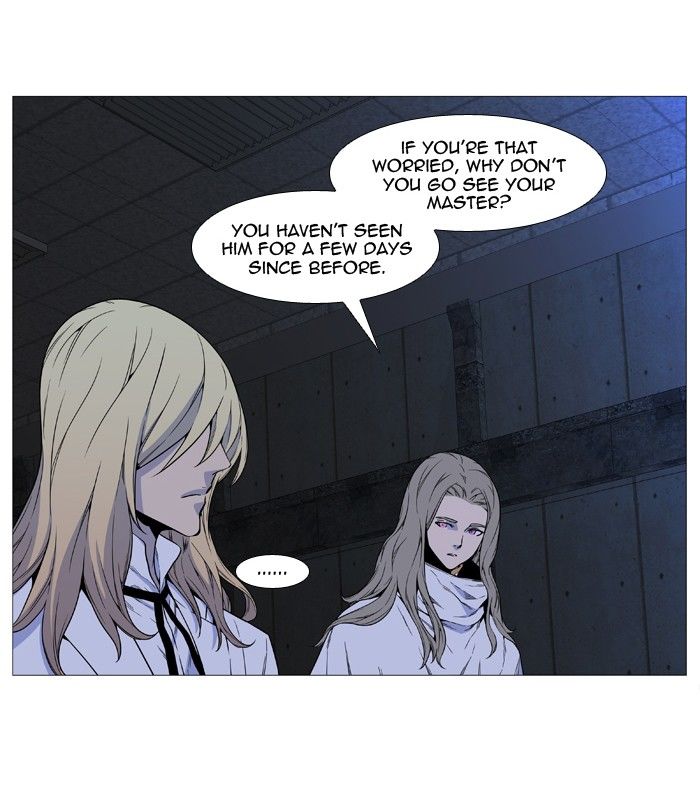 IF YOU'RE THAT
WORRIED, WHY DON'T
YOU GO SEE YOUR
MASTER?
YOU HAVEN'T SEEN
HIM FOR A FEW DAYS
SINCE BEFORE.
......